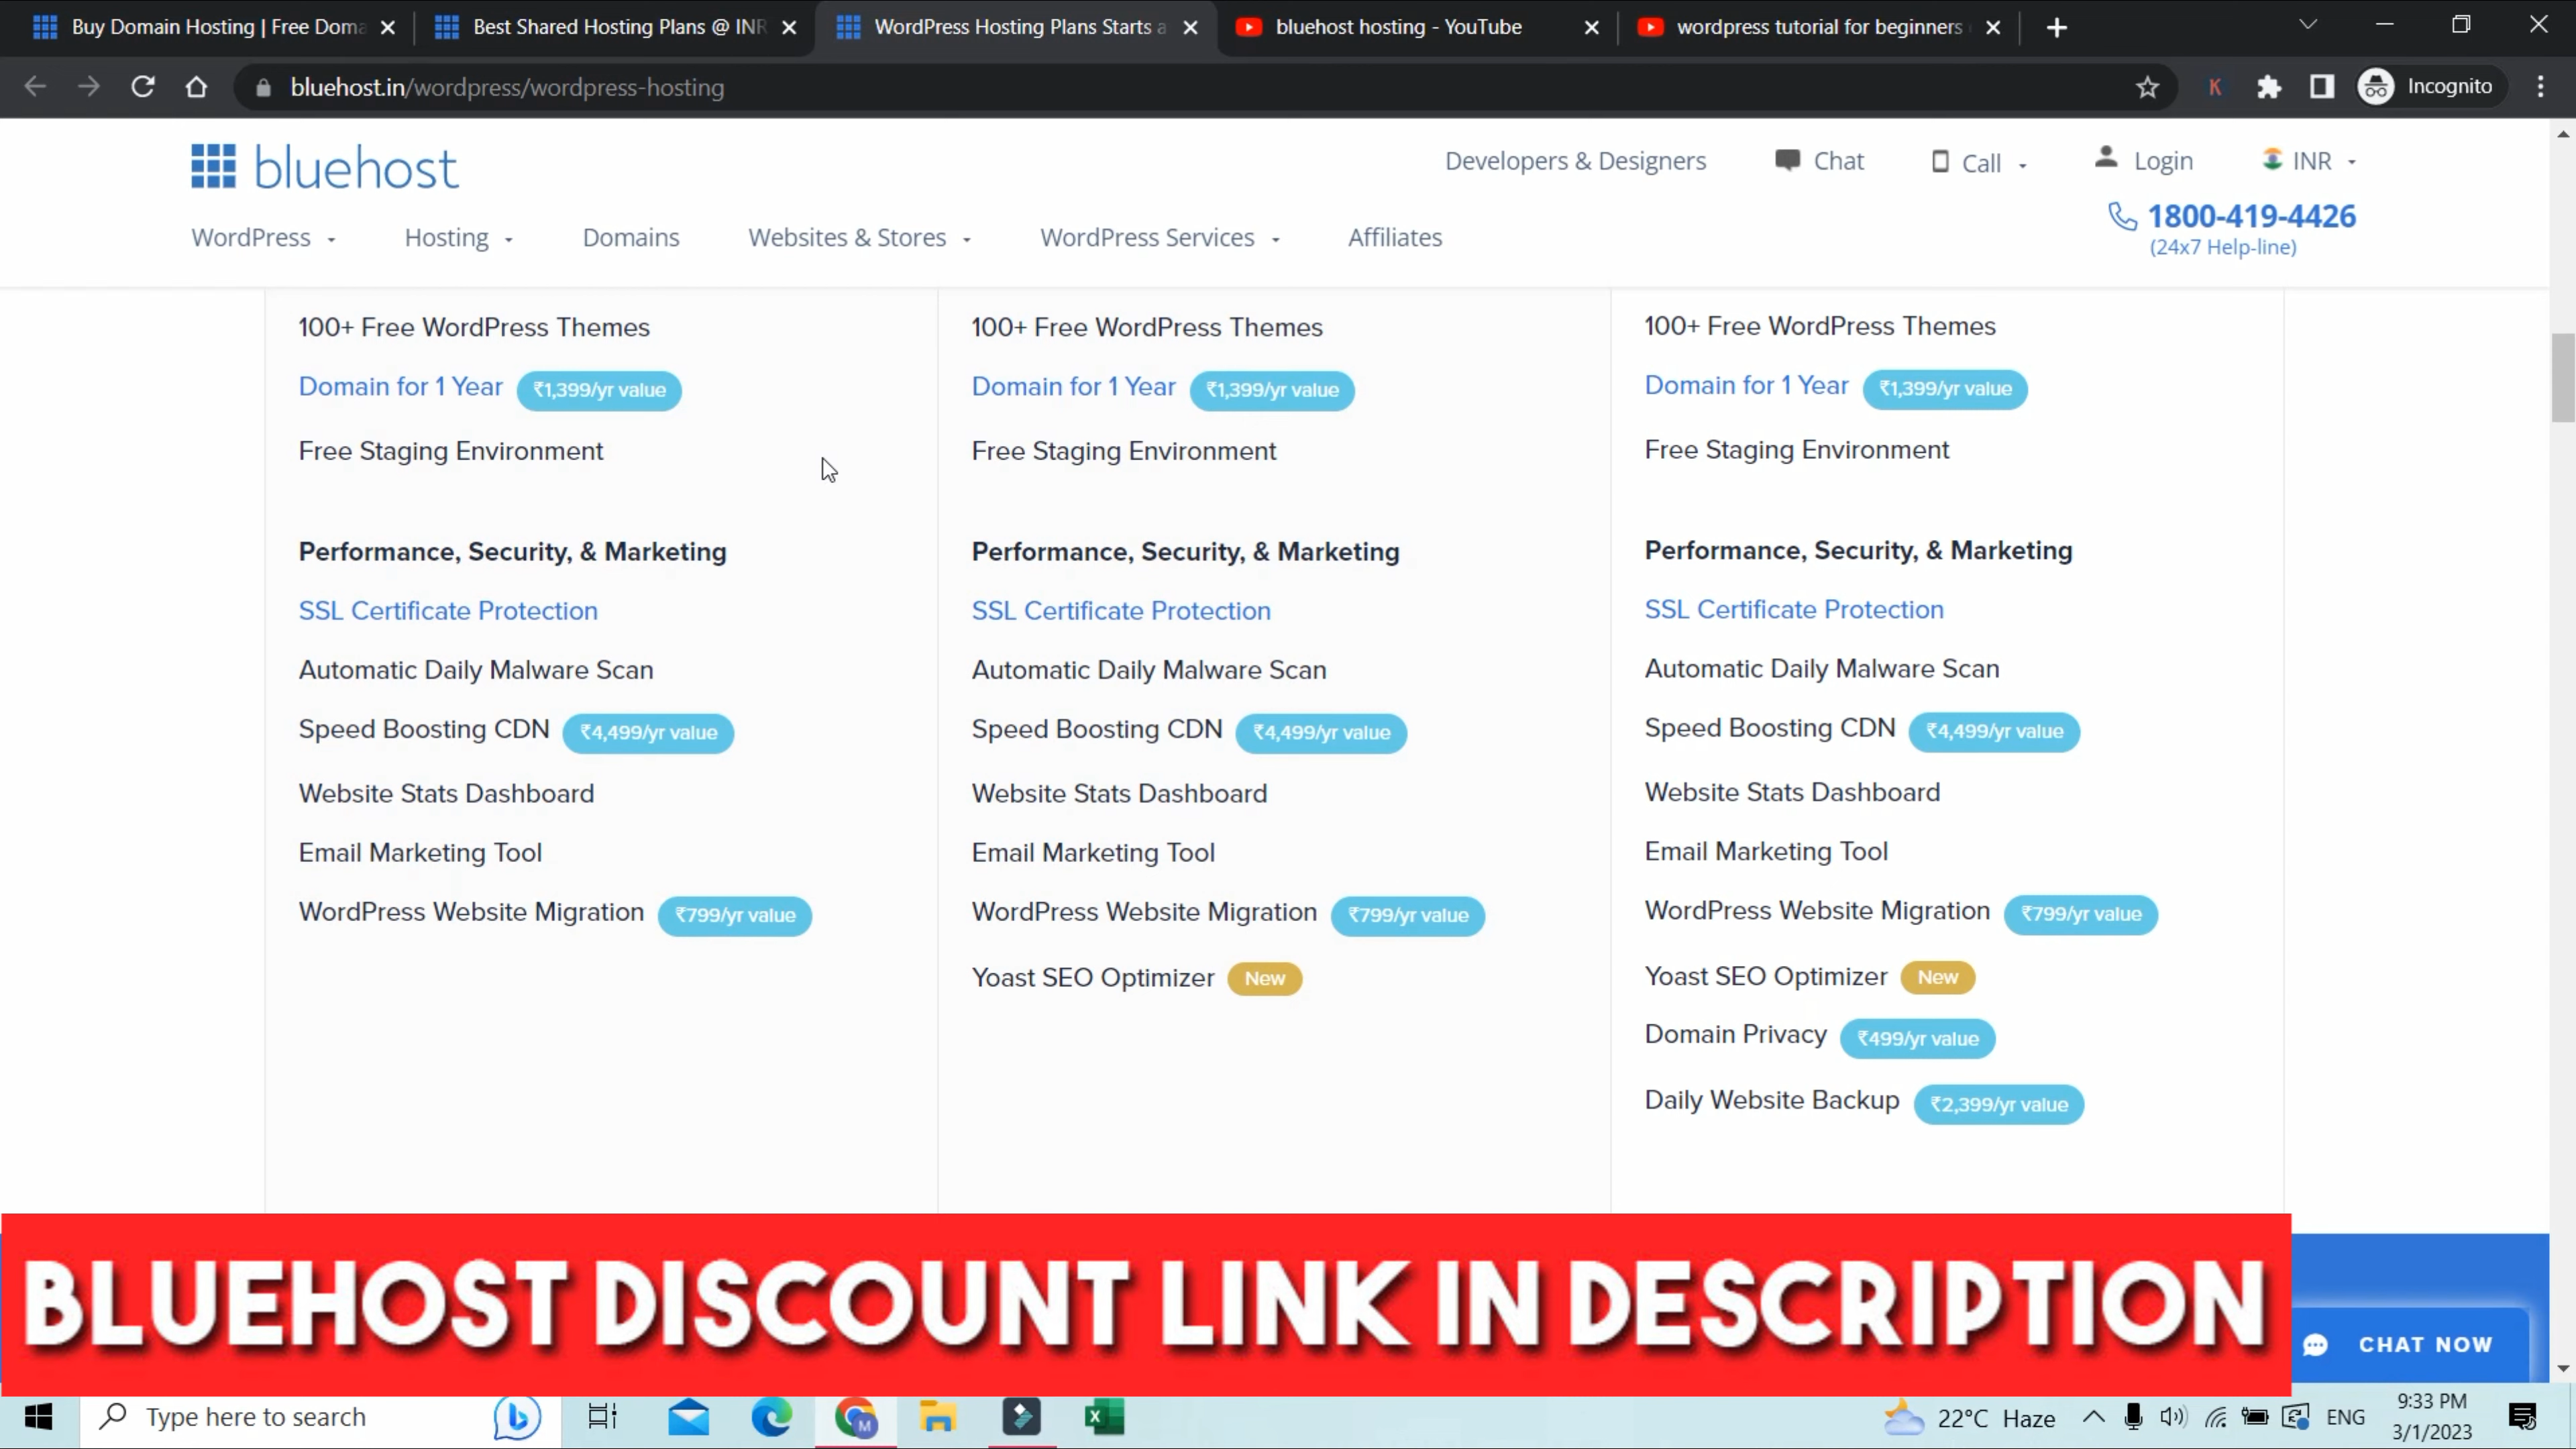 Buy Domain Hosting | Free Doma
Best Shared Hosting Plans @ INR
WordPress Hosting Plans Starts a
bluehost hosting - YouTube
wordpress tutorial for beginners
bluehost.in/wordpress/wordpress-hosting
K
Incognito
bluehost
Developers & Designers
Chat
Call
Login
INR
1800-419-4426
(24x7 Help-line)
WordPress
Hosting
Domains
Websites & Stores
WordPress Services
Affiliates
100+ Free WordPress Themes
Domain for 1 Year ₹1,399/yr value
Free Staging Environment
Performance, Security, & Marketing
SSL Certificate Protection
Automatic Daily Malware Scan
Speed Boosting CDN ₹4,499/yr value
Website Stats Dashboard
Email Marketing Tool
WordPress Website Migration ₹799/yr value
100+ Free WordPress Themes
Domain for 1 Year ₹1,399/yr value
Free Staging Environment
Performance, Security, & Marketing
SSL Certificate Protection
Automatic Daily Malware Scan
Speed Boosting CDN ₹4,499/yr value
Website Stats Dashboard
Email Marketing Tool
WordPress Website Migration ₹799/yr value
Yoast SEO Optimizer New
100+ Free WordPress Themes
Domain for 1 Year ₹1,399/yr value
Free Staging Environment
Performance, Security, & Marketing
SSL Certificate Protection
Automatic Daily Malware Scan
Speed Boosting CDN ₹4,499/yr value
Website Stats Dashboard
Email Marketing Tool
WordPress Website Migration ₹799/yr value
Yoast SEO Optimizer New
Domain Privacy ₹499/yr value
Daily Website Backup ₹2,399/yr value
BLUEHOST DISCOUNT LINK IN DESCRIPTION
CHAT NOW
Type here to search
M
22°C Haze
ENG
9:33 PM
3/1/2023